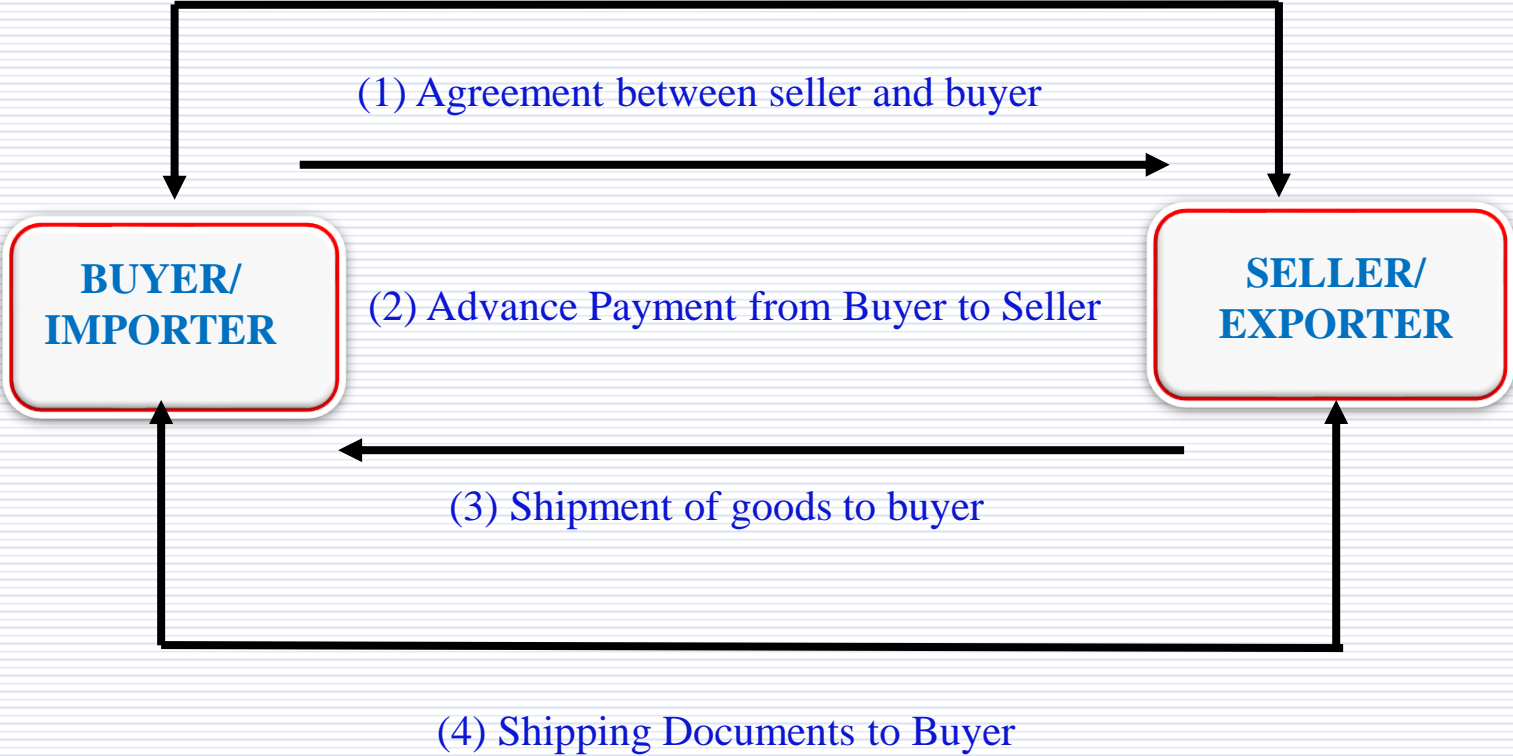 (1) Agreement between seller and buyer
BUYER/
IMPORTER
SELLER/
EXPORTER
(2) Advance Payment from Buyer to Seller
(3) Shipment of goods to buyer
(4) Shipping Documents to Buyer